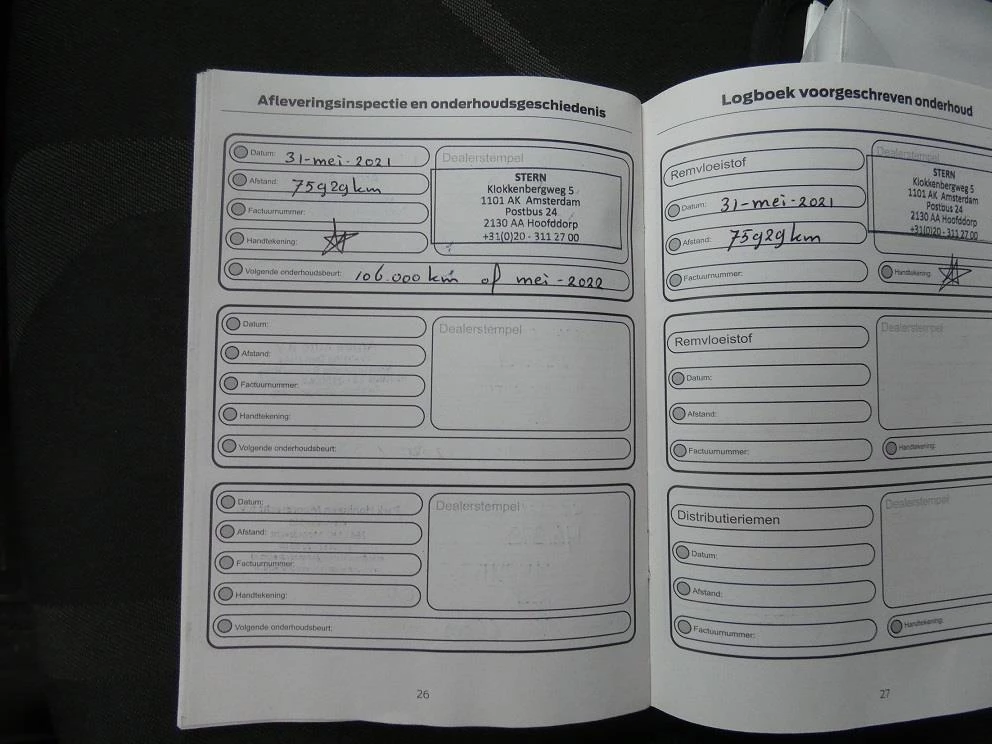 Afleveringsinspectie en onderhoudsgeschiedenis
Datum: 31-mei-2021
Afstand: 75929km
Factuurnummer:
Handtekening:
Dealerstempel
STERN
Klokkenbergweg 5
1101 AK Amsterdam
Postbus 24
2130 AA Hoofddorp
+31(0)20 - 311 27 00
Volgende onderhoudsbeurt: 106.000 km of mei-2022
Datum:
Afstand:
Factuurnummer:
Handtekening:
Dealerstempel
Volgende onderhoudsbeurt:
Datum:
Afstand:
Factuurnummer:
Handtekening:
Dealerstempel
Volgende onderhoudsbeurt:
26
Logboek voorgeschreven onderhoud
Remvloeistof
Datum: 31-mei-2021
Afstand: 75929km
Factuurnummer:
Dealerstempel
STERN
Klokkenbergweg 5
1101 AK Amsterdam
Postbus 24
2130 AA Hoofddorp
+31(0)20 - 311 27 00
Handtekening:
Remvloeistof
Datum:
Afstand:
Factuurnummer:
Dealerstempel
Handtekening:
Distributieriemen
Datum:
Afstand:
Factuurnummer:
Dealerstempel
Handtekening:
27